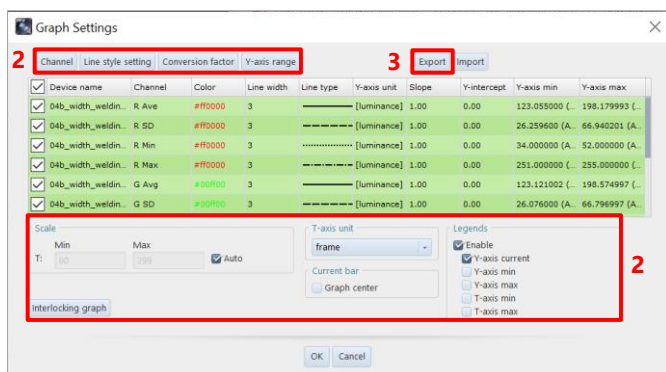 Graph Settings
2 Channel Line style setting Conversion factor Y-axis range 3 Export Import
Device name Channel Color Line width Line type Y-axis unit Slope Y-intercept Y-axis min Y-axis max
04b_width_weldin... R Ave #ff0000 3 [luminance] 1.00 0.00 123.055000 (... 198.179993 (...
04b_width_weldin... R SD #ff0000 3 [luminance] 1.00 0.00 26.259600 (A... 66.940201 (A...
04b_width_weldin... R Min #ff0000 3 [luminance] 1.00 0.00 34.000000 (A... 52.000000 (A...
04b_width_weldin... R Max #ff0000 3 [luminance] 1.00 0.00 251.000000 (... 255.000000 (...
04b_width_weldin... G Avg #00ff00 3 [luminance] 1.00 0.00 123.121002 (... 198.574997 (...
04b_width_weldin... G SD #00ff00 3 [luminance] 1.00 0.00 26.076000 (A... 66.796997 (A...
Scale T-axis unit Legends
Min Max frame Enable
T: 90 299 Auto Y-axis current 2
Current bar Y-axis min
Graph center Y-axis max
T-axis min
Interlocking graph T-axis max
OK Cancel